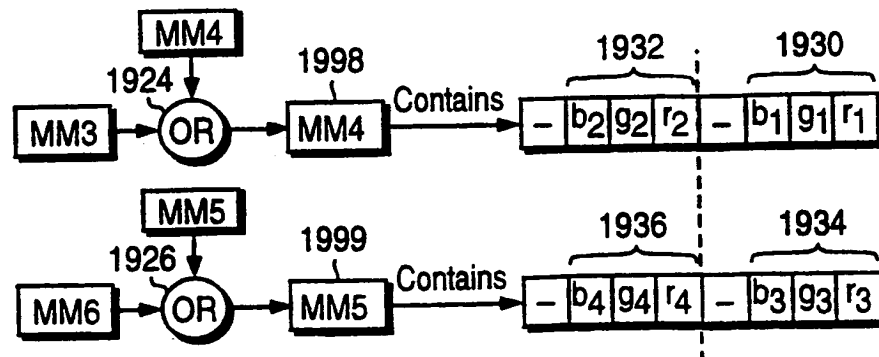 MM4
1924
1998
1932
1930
MM3
OR
MM4
Contains
– b2 g2 r2 – b1 g1 r1
MM5
1926
1999
1936
1934
MM6
OR
MM5
Contains
– b4 g4 r4 – b3 g3 r3